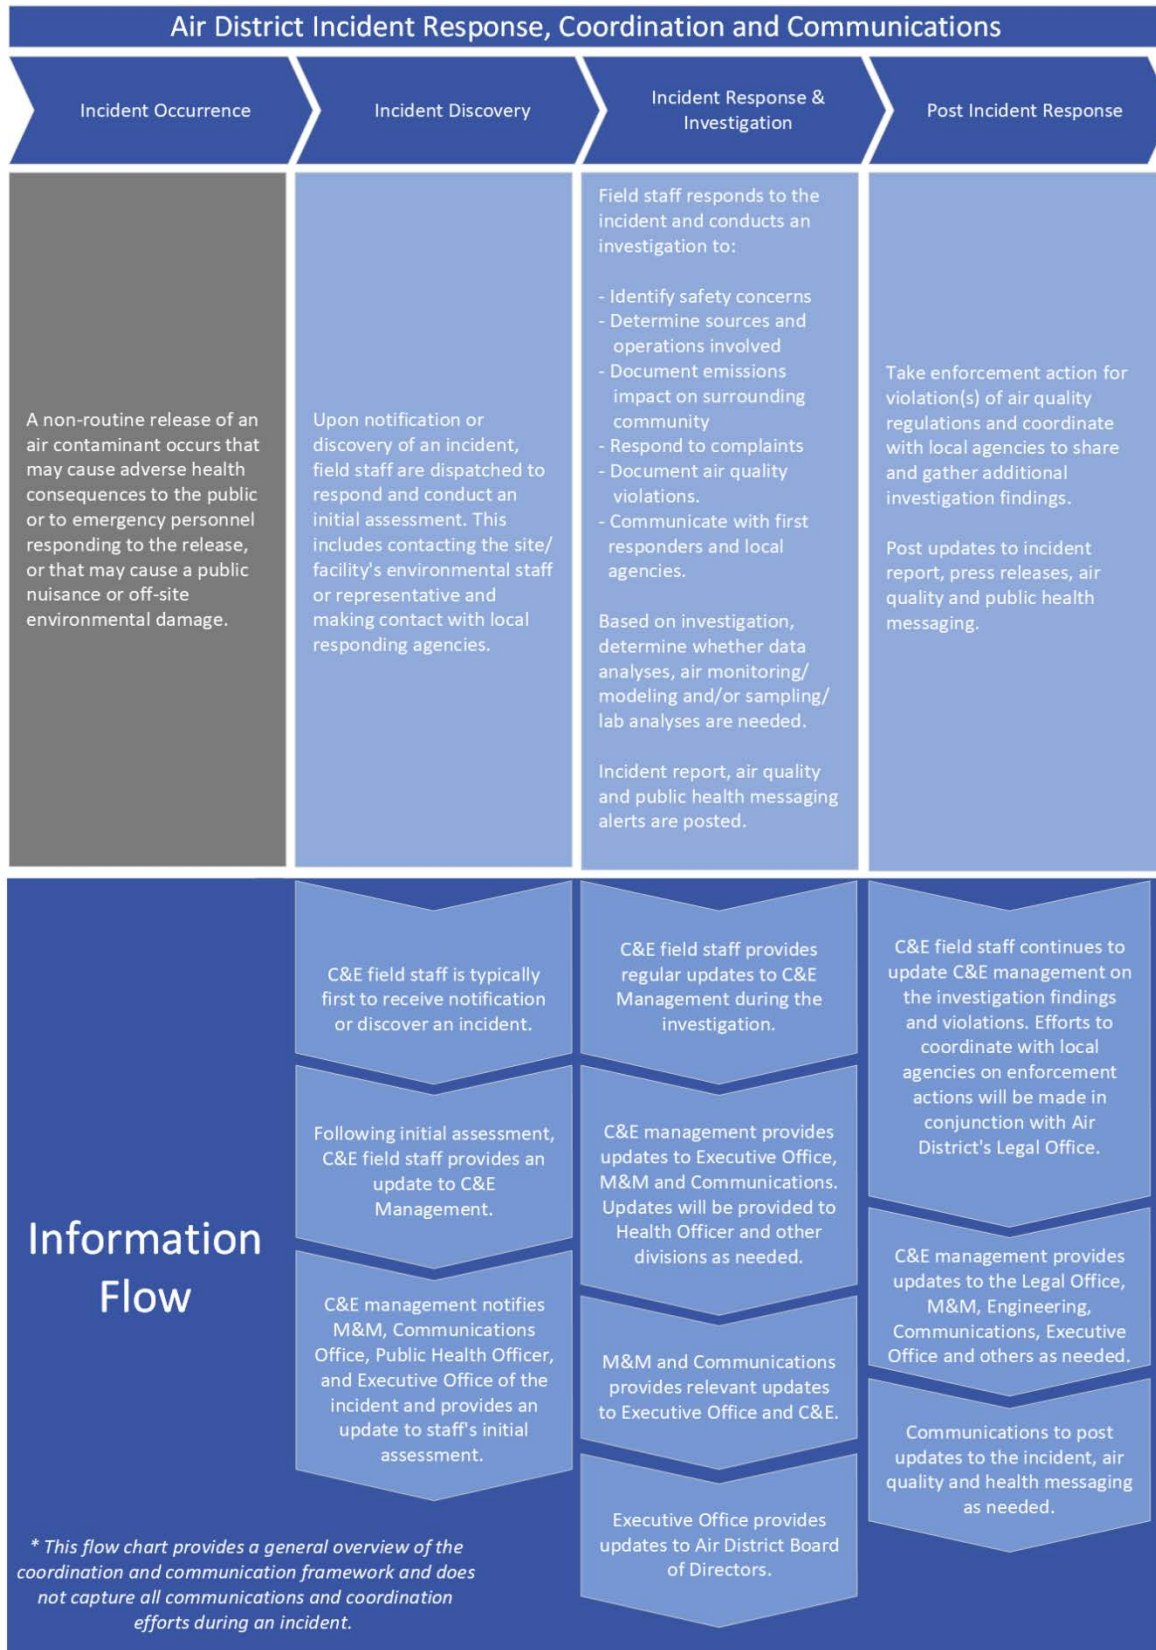 Air District Incident Response, Coordination and Communications
Incident Occurrence
Incident Discovery
Incident Response &
Investigation
Post Incident Response
A non-routine release of an
air contaminant occurs that
may cause adverse health
consequences to the public
or to emergency personnel
responding to the release,
or that may cause a public
nuisance or off-site
environmental damage.
Upon notification or
discovery of an incident,
field staff are dispatched to
respond and conduct an
initial assessment. This
includes contacting the site/
facility's environmental staff
or representative and
making contact with local
responding agencies.
Field staff responds to the
incident and conducts an
investigation to:
- Identify safety concerns
- Determine sources and
operations involved
- Document emissions
impact on surrounding
community
- Respond to complaints
- Document air quality
violations.
- Communicate with first
responders and local
agencies.
Based on investigation,
determine whether data
analyses, air monitoring/
modeling and/or sampling/
lab analyses are needed.
Incident report, air quality
and public health messaging
alerts are posted.
Take enforcement action for
violation(s) of air quality
regulations and coordinate
with local agencies to share
and gather additional
investigation findings.
Post updates to incident
report, press releases, air
quality and public health
messaging.
Information
Flow
C&E field staff is typically
first to receive notification
or discover an incident.
Following initial assessment,
C&E field staff provides an
update to C&E
Management.
C&E management notifies
M&M, Communications
Office, Public Health Officer,
and Executive Office of the
incident and provides an
update to staff's initial
assessment.
C&E field staff provides
regular updates to C&E
Management during the
investigation.
C&E management provides
updates to Executive Office,
M&M and Communications.
Updates will be provided to
Health Officer and other
divisions as needed.
M&M and Communications
provides relevant updates
to Executive Office and C&E.
Executive Office provides
updates to Air District Board
of Directors.
C&E field staff continues to
update C&E management on
the investigation findings
and violations. Efforts to
coordinate with local
agencies on enforcement
actions will be made in
conjunction with Air
District's Legal Office.
C&E management provides
updates to the Legal Office,
M&M, Engineering,
Communications, Executive
Office and others as needed.
Communications to post
updates to the incident, air
quality and health messaging
as needed.
* This flow chart provides a general overview of the
coordination and communication framework and does
not capture all communications and coordination
efforts during an incident.